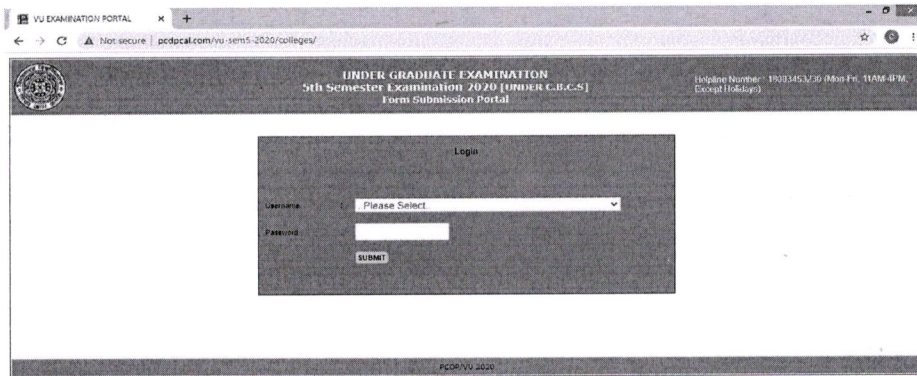 VU EXAMINATION PORTAL
Not secure | pcdpcal.com/vu-sem5-2020/colleges/
UNDER GRADUATE EXAMINATION
5th Semester Examination 2020 [UNDER C.B.C.S]
Form Submission Portal
Helpline Number : 18003453230 (Mon-Fri, 11AM-4PM,
Except Holidays)
Login
Username :
..Please Select..
Password
SUBMIT
PCDP/VU 2020